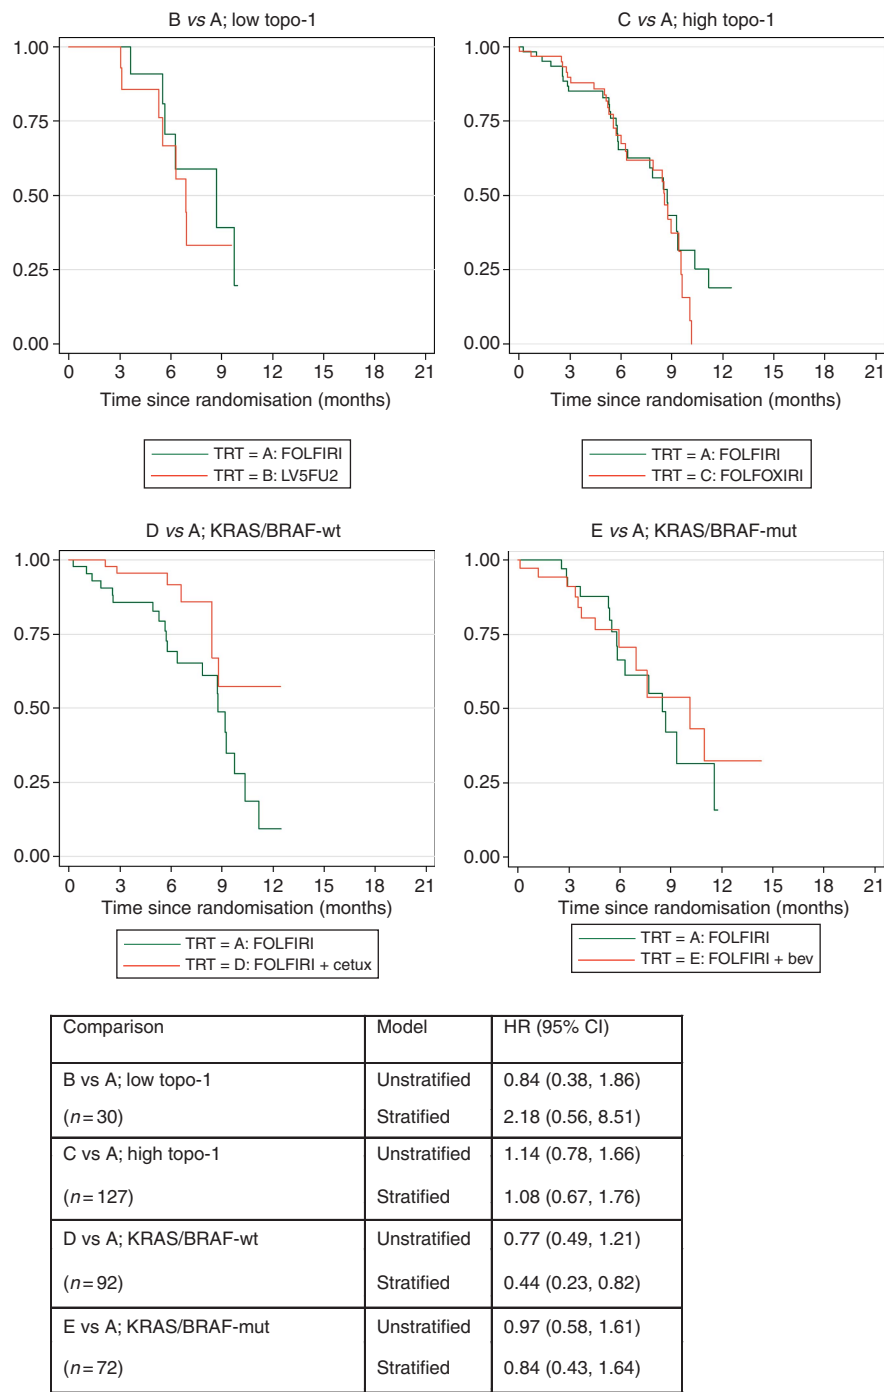 B vs A; low topo-1
1.00
0.75
0.50
0.25
0.00
0 3 6 9 12 15 18 21
Time since randomisation (months)
TRT = A: FOLFIRI
TRT = B: LV5FU2
C vs A; high topo-1
1.00
0.75
0.50
0.25
0.00
0 3 6 9 12 15 18 21
Time since randomisation (months)
TRT = A: FOLFIRI
TRT = C: FOLFOXIRI
D vs A; KRAS/BRAF-wt
1.00
0.75
0.50
0.25
0.00
0 3 6 9 12 15 18 21
Time since randomisation (months)
TRT = A: FOLFIRI
TRT = D: FOLFIRI + cetux
E vs A; KRAS/BRAF-mut
1.00
0.75
0.50
0.25
0.00
0 3 6 9 12 15 18 21
Time since randomisation (months)
TRT = A: FOLFIRI
TRT = E: FOLFIRI + bev
Comparison Model HR (95% CI)
B vs A; low topo-1 Unstratified 0.84 (0.38, 1.86)
(n=30) Stratified 2.18 (0.56, 8.51)
C vs A; high topo-1 Unstratified 1.14 (0.78, 1.66)
(n=127) Stratified 1.08 (0.67, 1.76)
D vs A; KRAS/BRAF-wt Unstratified 0.77 (0.49, 1.21)
(n=92) Stratified 0.44 (0.23, 0.82)
E vs A; KRAS/BRAF-mut Unstratified 0.97 (0.58, 1.61)
(n=72) Stratified 0.84 (0.43, 1.64)